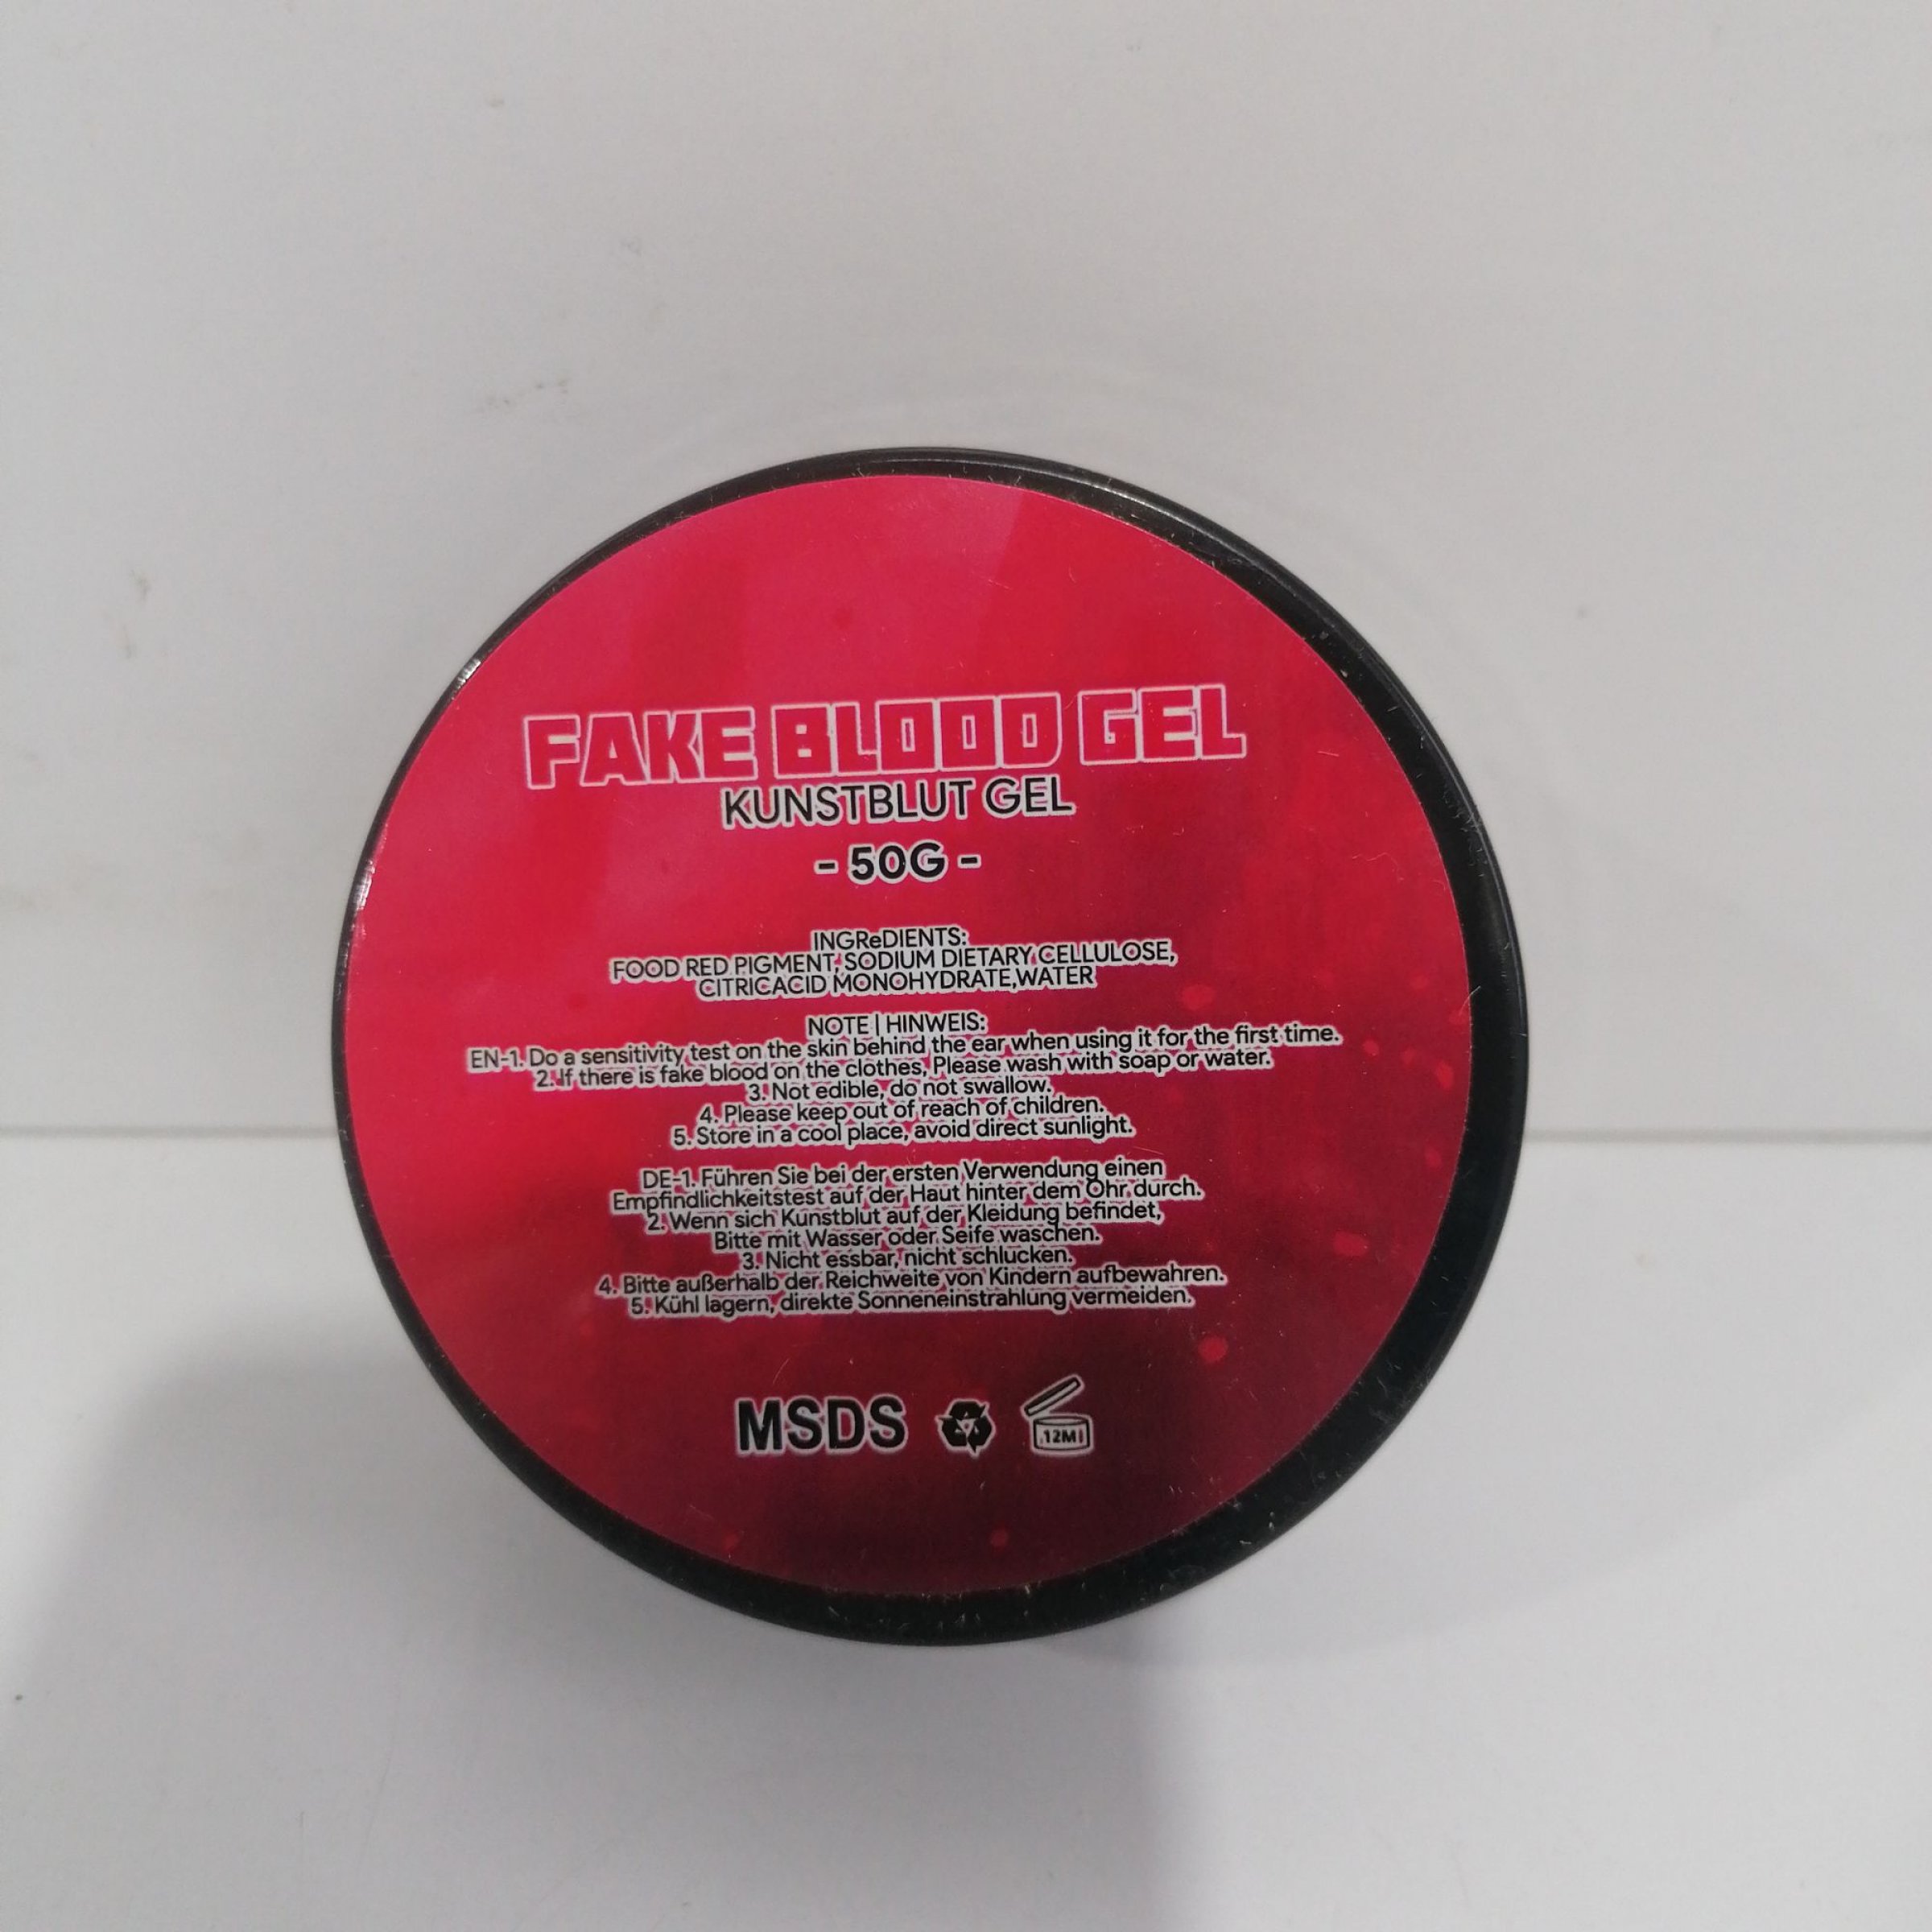 FAKE BLOOD GEL
KUNSTBLUT GEL
- 50G -
INGReDIENTS:
FOOD RED PIGMENT, SODIUM DIETARY CELLULOSE,
CITRICACID MONOHYDRATE,WATER
NOTE | HINWEIS:
EN-1. Do a sensitivity test on the skin behind the ear when using it for the first time.
2. If there is fake blood on the clothes, Please wash with soap or water.
3. Not edible, do not swallow.
4. Please keep out of reach of children.
5. Store in a cool place, avoid direct sunlight.
DE-1. Führen Sie bei der ersten Verwendung einen
Empfindlichkeitstest auf der Haut hinter dem Ohr durch.
2. Wenn sich Kunstblut auf der Kleidung befindet,
Bitte mit Wasser oder Seife waschen.
3. Nicht essbar, nicht schlucken.
4. Bitte außerhalb der Reichweite von Kindern aufbewahren.
5. Kühl lagern, direkte Sonneneinstrahlung vermeiden.
MSDS 12M